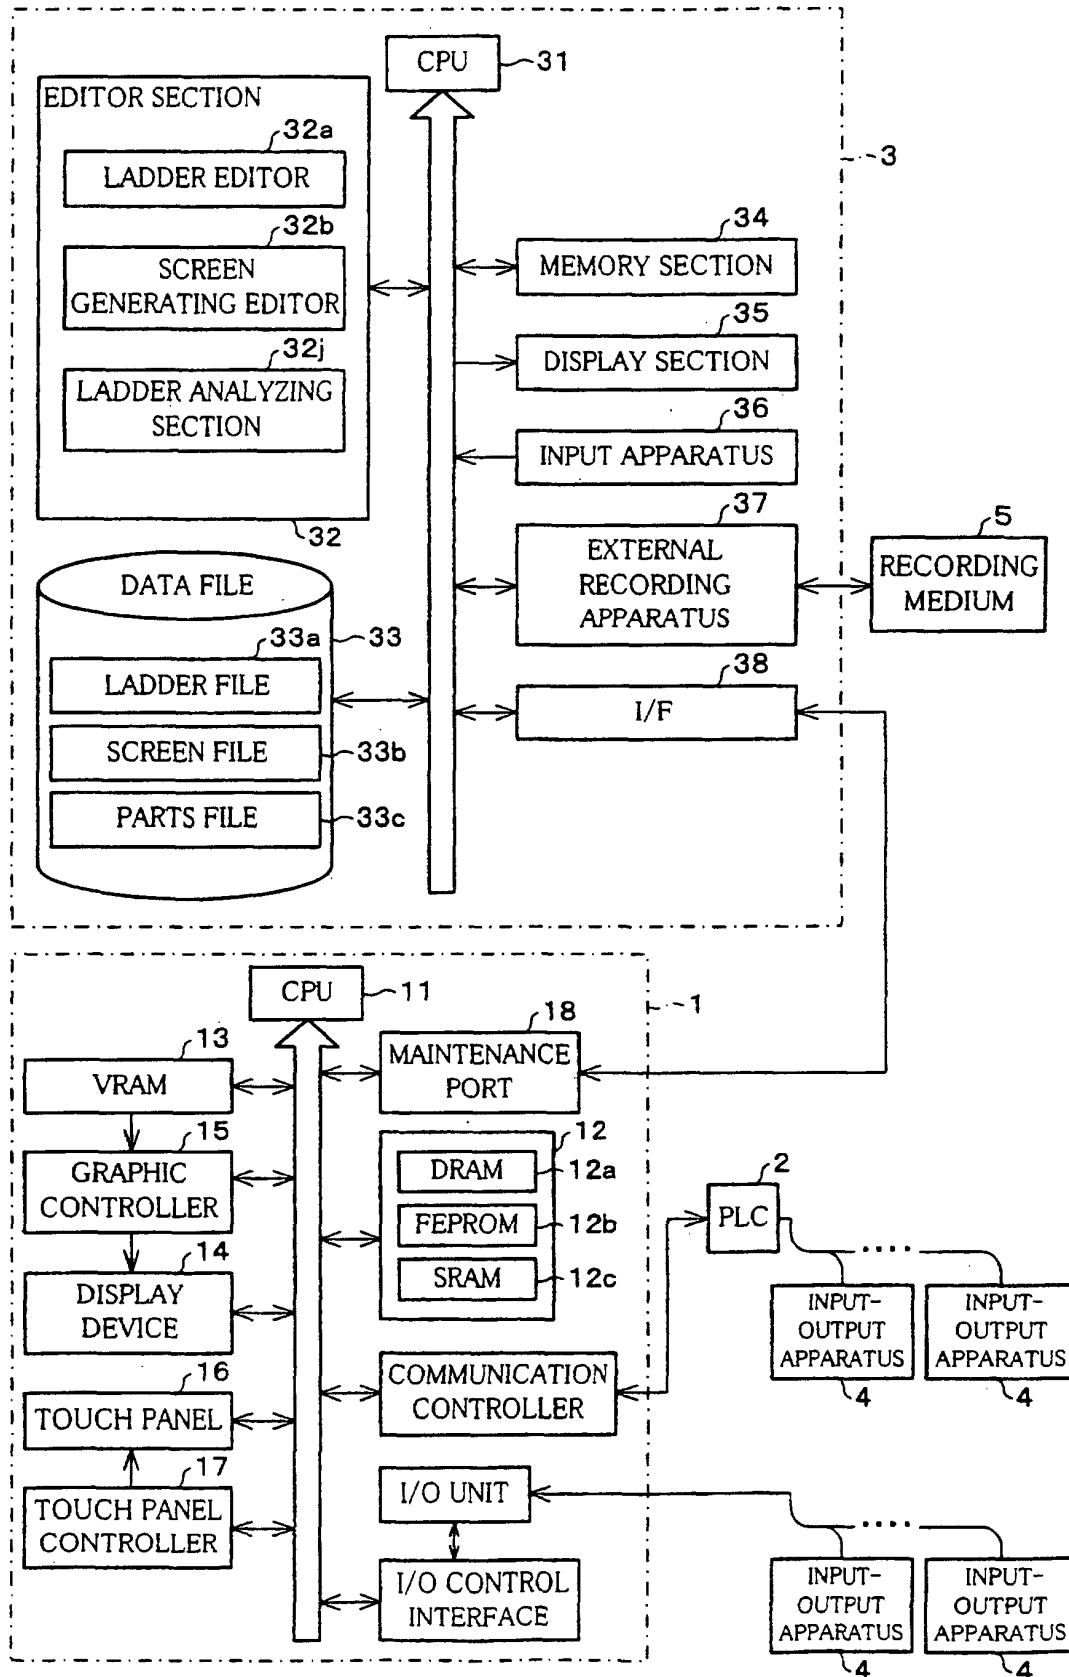 CPU
31
EDITOR SECTION
32a
LADDER EDITOR
3
32b
SCREEN
GENERATING EDITOR
34
MEMORY SECTION
35
DISPLAY SECTION
32j
LADDER ANALYZING
SECTION
36
INPUT APPARATUS
32
37
EXTERNAL
RECORDING
APPARATUS
5
RECORDING
MEDIUM
DATA FILE
33
33a
LADDER FILE
38
I/F
SCREEN FILE
33b
PARTS FILE
33c
CPU
11
1
13
VRAM
18
MAINTENANCE
PORT
15
GRAPHIC
CONTROLLER
12
DRAM
12a
FEPROM
12b
SRAM
12c
2
PLC
14
DISPLAY
DEVICE
INPUT-
OUTPUT
APPARATUS
4
INPUT-
OUTPUT
APPARATUS
4
16
TOUCH PANEL
COMMUNICATION
CONTROLLER
17
TOUCH PANEL
CONTROLLER
I/O UNIT
I/O CONTROL
INTERFACE
INPUT-
OUTPUT
APPARATUS
4
INPUT-
OUTPUT
APPARATUS
4